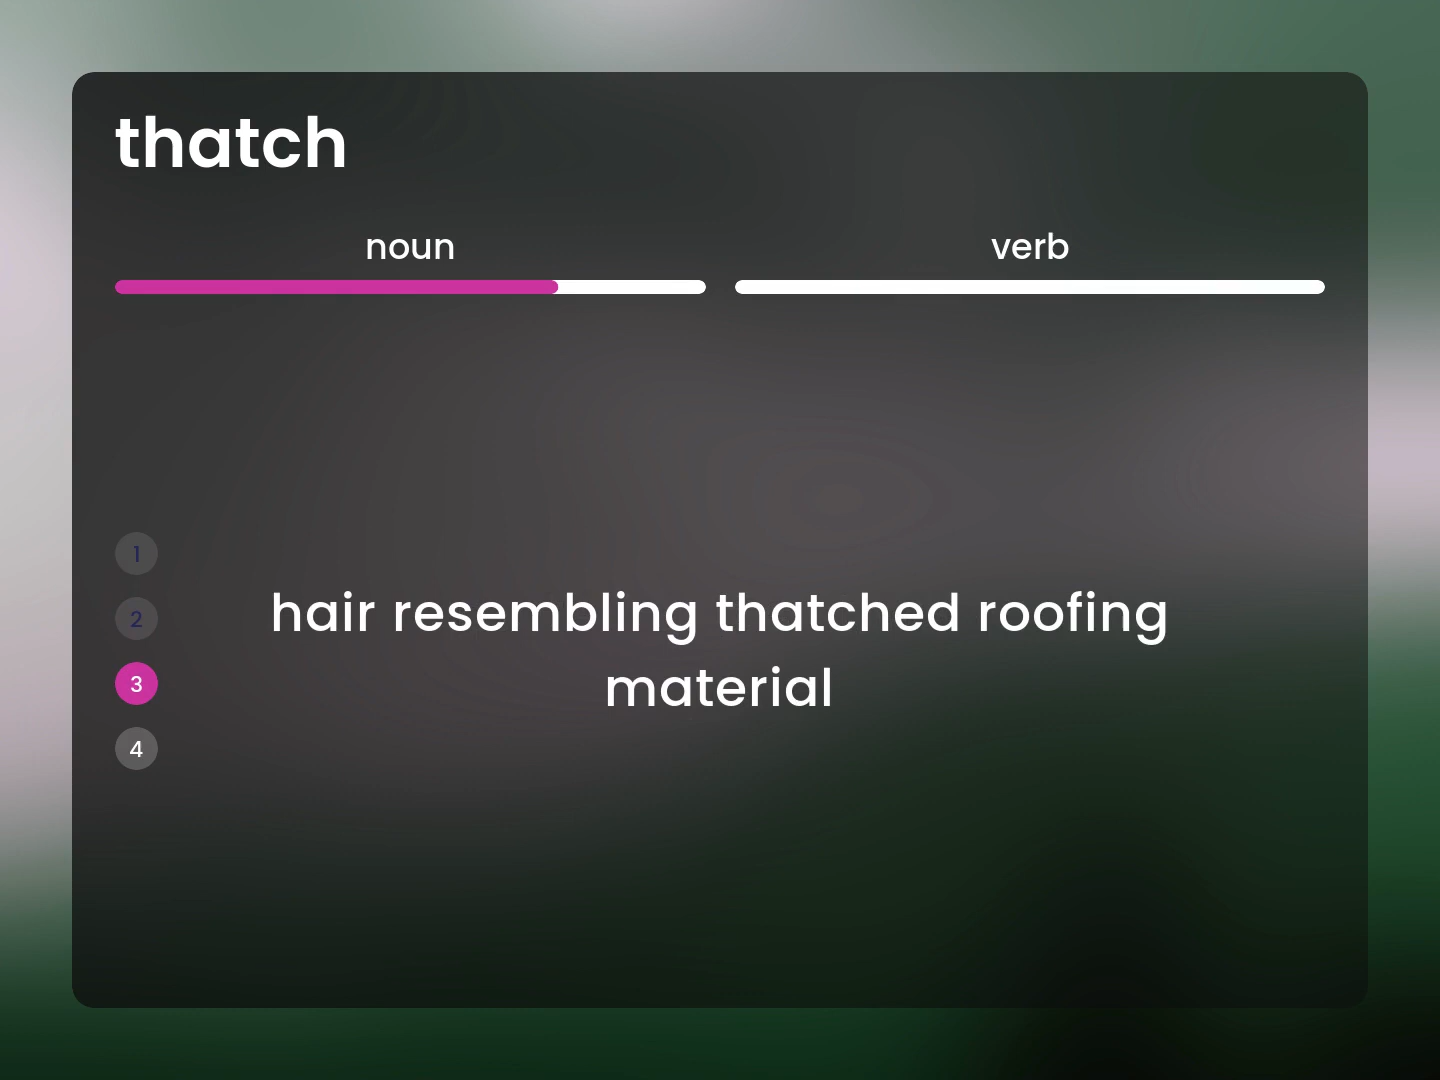 thatch
noun
verb
1
2
3
4
hair resembling thatched roofing
material